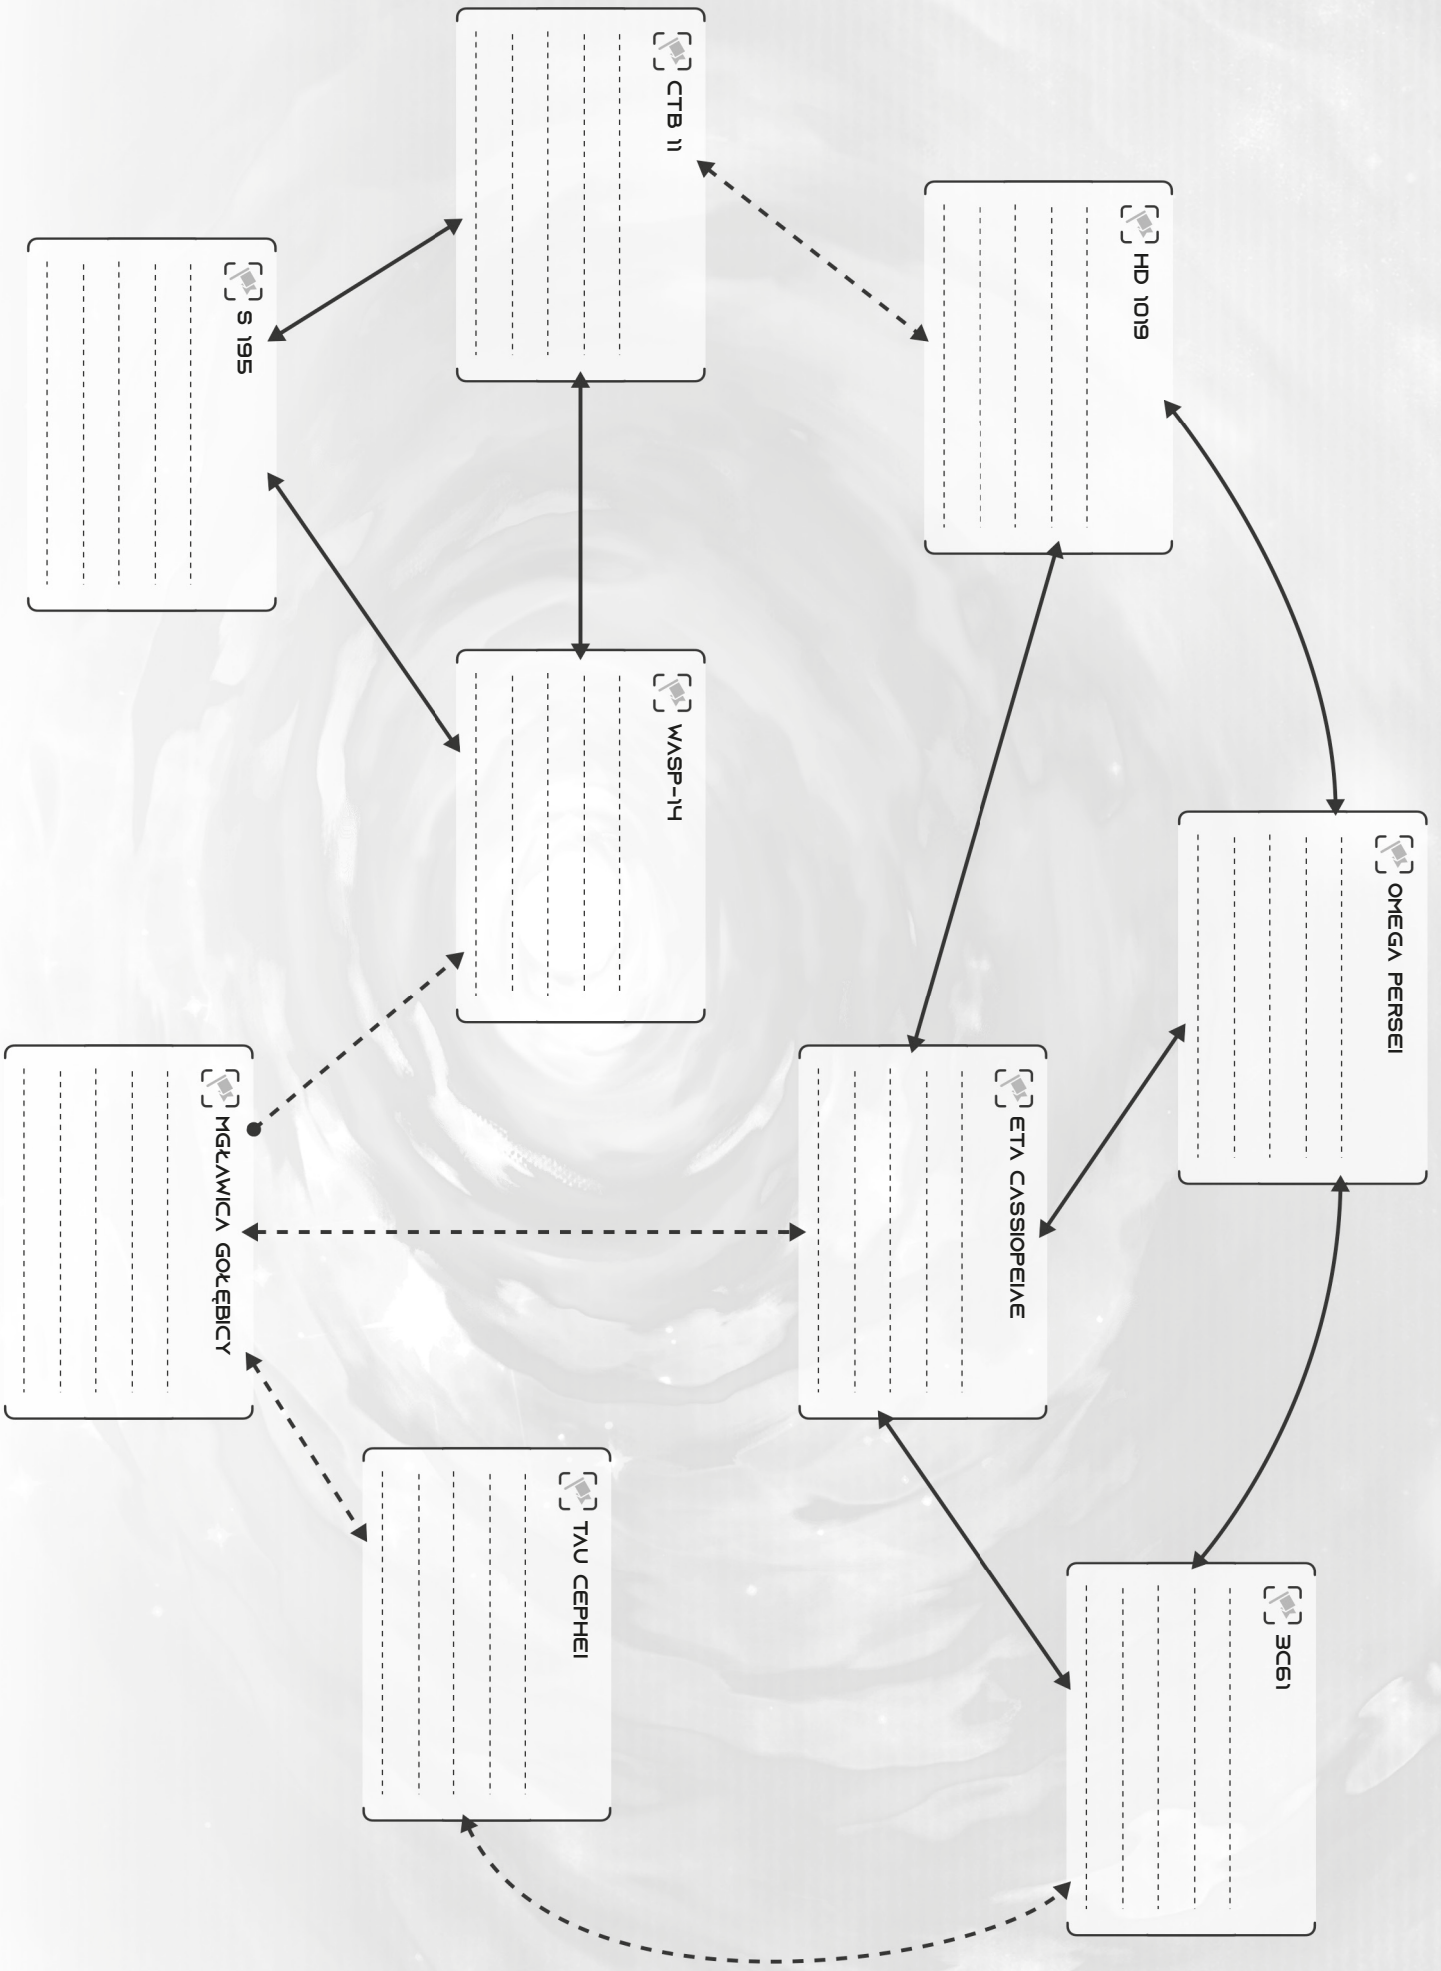 OMEGA PERSEI
3C61
HD 1019
ETA CASSIOPEIAE
CTB 11
WASP-14
TAU CEPHEI
S 195
MGŁAWICA GOŁĘBICY